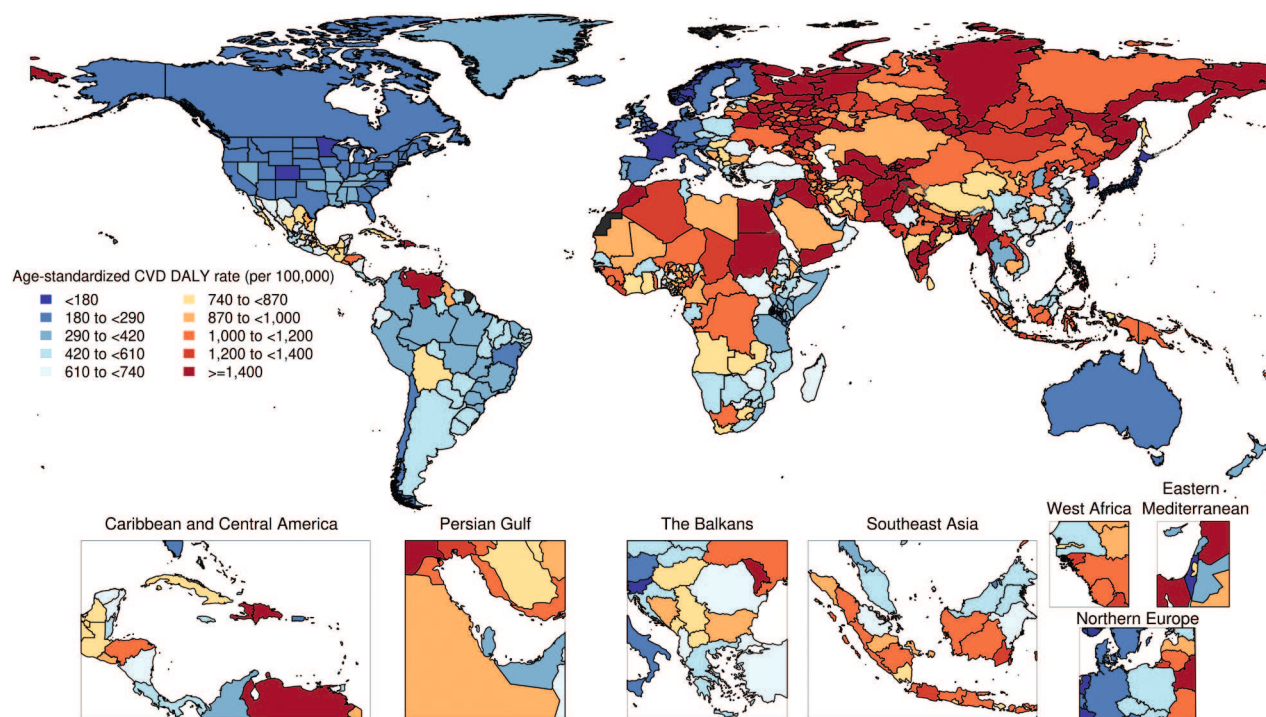 Age-standardized CVD DALY rate (per 100,000)
<180
180 to <290
290 to <420
420 to <610
610 to <740
740 to <870
870 to <1,000
1,000 to <1,200
1,200 to <1,400
>=1,400
Caribbean and Central America
Persian Gulf
The Balkans
Southeast Asia
West Africa
Eastern
Mediterranean
Northern Europe